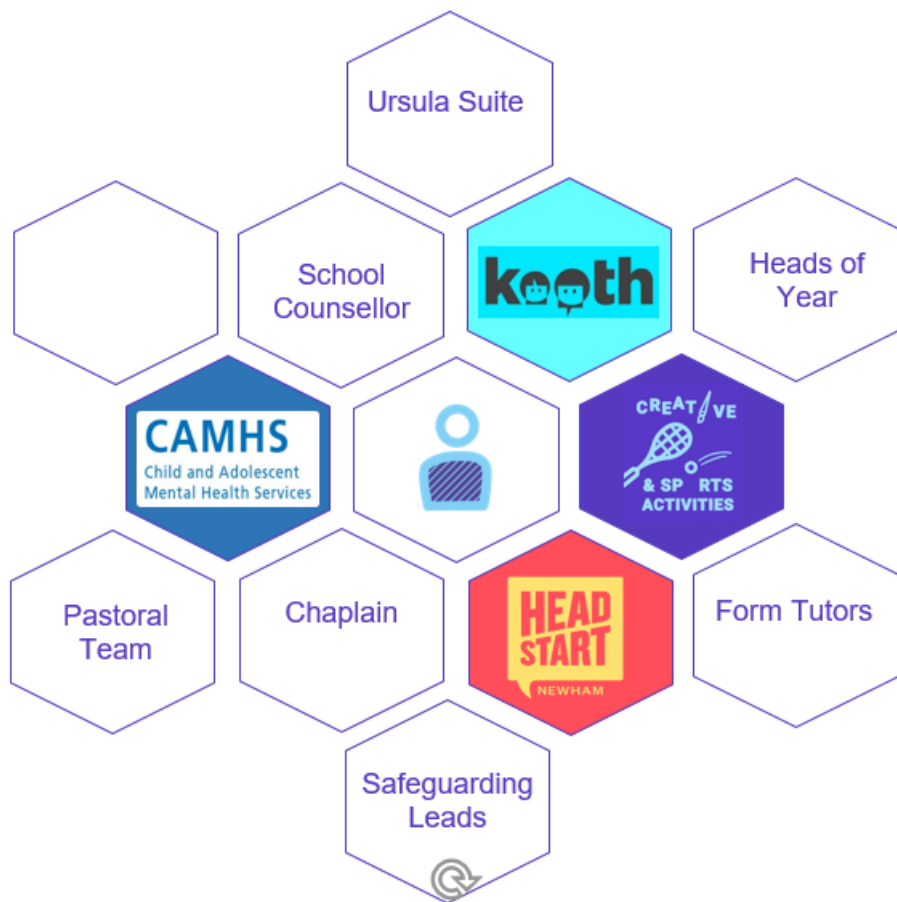 Ursula Suite
School
Counsellor
kooth
Heads of
Year
CAMHS
Child and Adolescent
Mental Health Services
CREATIVE
& SPORTS
ACTIVITIES
Pastoral
Team
Chaplain
HEAD
START
NEWHAM
Form Tutors
Safeguarding
Leads